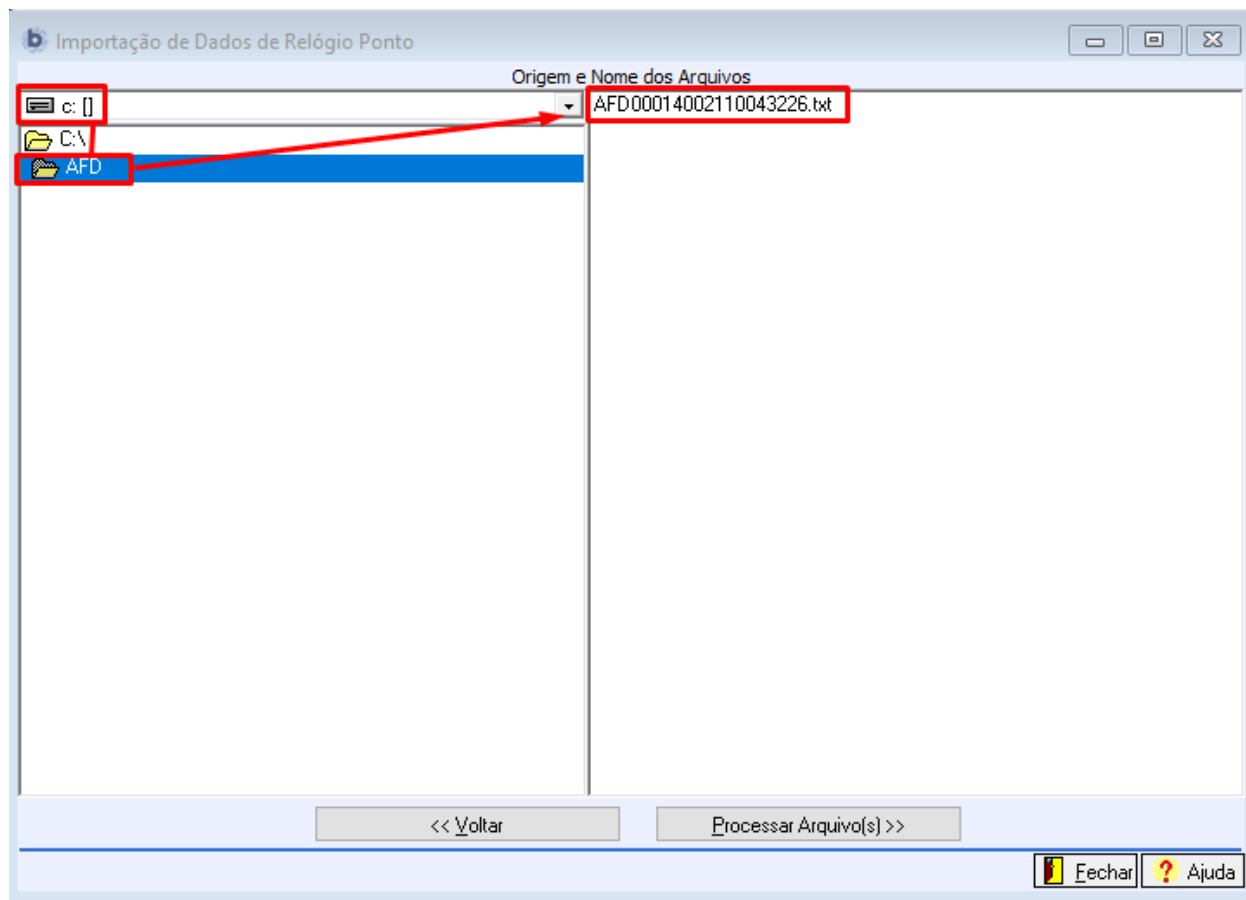 Importação de Dados de Relógio Ponto
Origem e Nome dos Arquivos
c: []
AFD00014002110043226.txt
C:\
AFD
<< Voltar
Processar Arquivo(s) >>
Fechar
? Ajuda